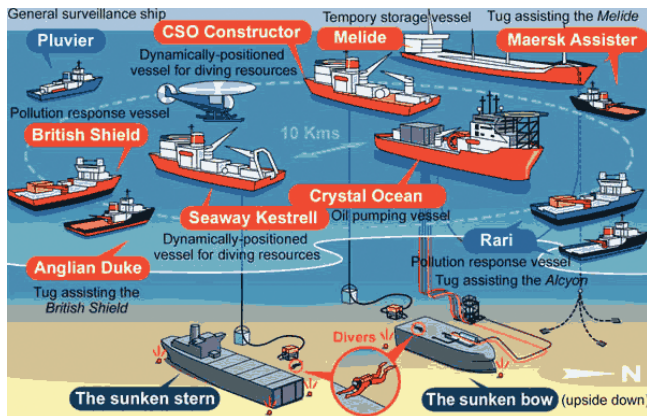 General surveillance ship
Pluvier
CSO Constructor
Dynamically-positioned
vessel for diving resources
Tempory storage vessel
Melide
Tug assisting the Melide
Maersk Assister
Pollution response vessel
British Shield
10 Kms
Seaway Kestrell
Dynamically-positioned
vessel for diving resources
Crystal Ocean
Oil pumping vessel
Rari
Pollution response vessel
Tug assisting the Alcyon
Anglian Duke
Tug assisting the
British Shield
Divers
The sunken stern
The sunken bow (upside down)
N